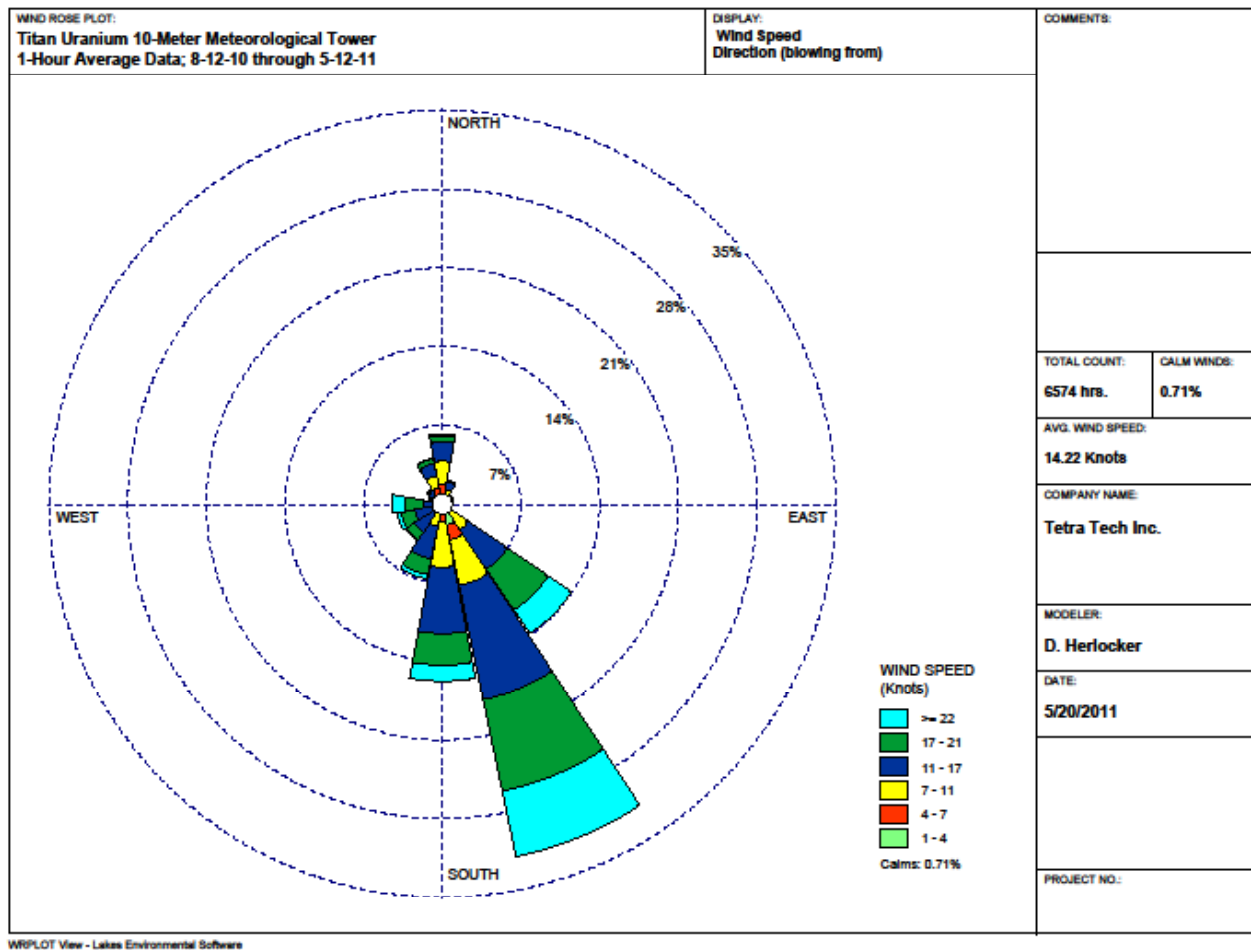 WIND ROSE PLOT:
Titan Uranium 10-Meter Meteorological Tower
1-Hour Average Data; 8-12-10 through 5-12-11
DISPLAY:
Wind Speed
Direction (blowing from)
COMMENTS:
NORTH
35%
28%
21%
14%
7%
WEST
EAST
SOUTH
WIND SPEED
(Knots)
>= 22
17 - 21
11 - 17
7 - 11
4 - 7
1 - 4
Calms: 0.71%
TOTAL COUNT:
6574 hrs.
CALM WINDS:
0.71%
AVG. WIND SPEED:
14.22 Knots
COMPANY NAME:
Tetra Tech Inc.
MODELER:
D. Herlocker
DATE:
5/20/2011
PROJECT NO.:
WRPLOT View - Lakes Environmental Software